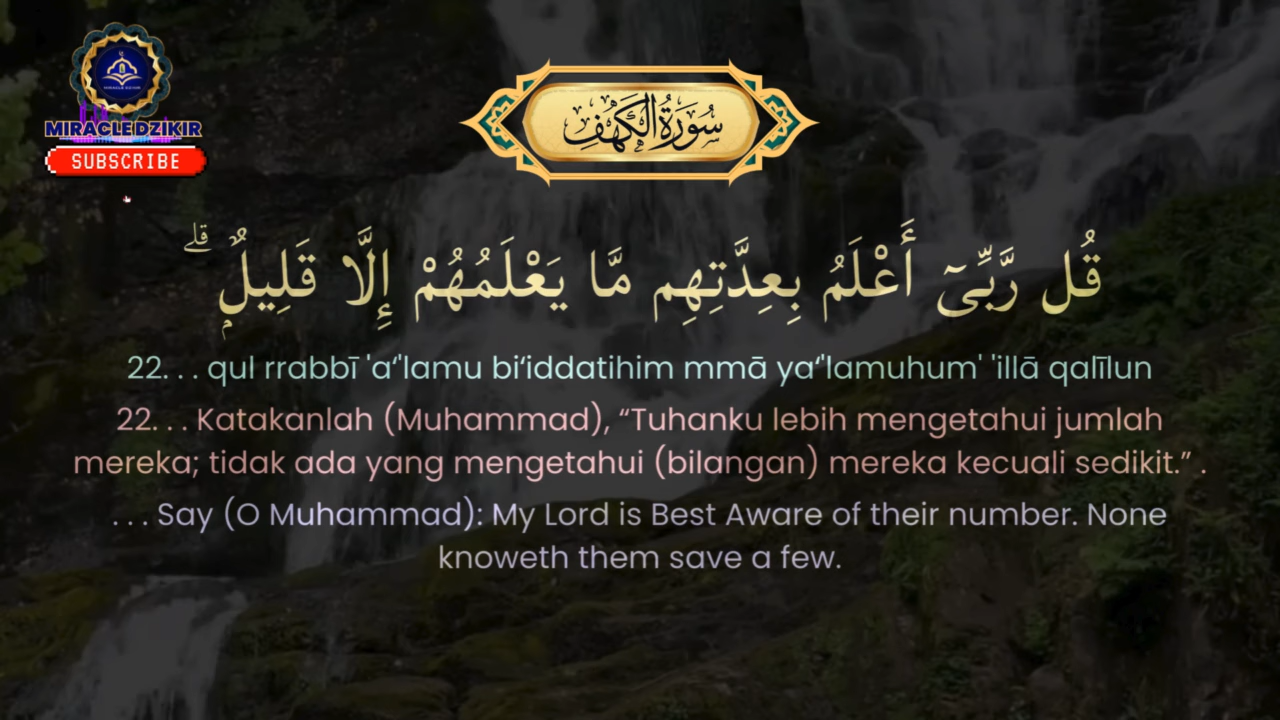 MIRACLE DZIKIR
MIRACLEDZIKIR
SUBSCRIBE
سُورَةُ الكَهْفِ
قُل رَّبِّىٓ أَعْلَمُ بِعِدَّتِهِم مَّا يَعْلَمُهُمْ إِلَّا قَلِيلٌۭ ۗ
22. . . qul rrabbī 'a‘'lamu bi‘iddatihim mmā ya‘'lamuhum' 'illā qalīlun
22. . . Katakanlah (Muhammad), “Tuhanku lebih mengetahui jumlah
mereka; tidak ada yang mengetahui (bilangan) mereka kecuali sedikit.” .
. . . Say (O Muhammad): My Lord is Best Aware of their number. None
knoweth them save a few.